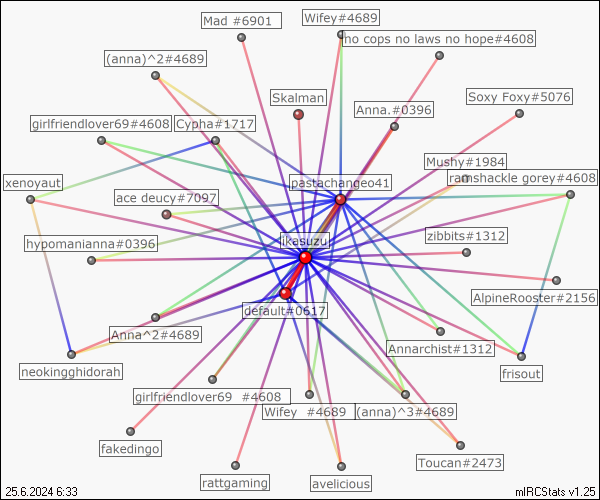 Mad #6901
Wifey#4689
no cops no laws no hope#4608
(anna)^2#4689
Skalman
Soxy Foxy#5076
Anna.#0396
girlfriendlover69#4608
Cypha#1717
Mushy#1984
xenoyaut
pastachangeo41
ramshackle gorey#4608
ace deucy#7097
hypomanianna#0396
ikasuzu
zibbits#1312
AlpineRooster#2156
default#0617
Anna^2#4689
Annarchist#1312
neokingghidorah
frisout
girlfriendlover69 #4608
Wifey #4689
(anna)^3#4689
fakedingo
Toucan#2473
rattgaming
avelicious
25.6.2024 6:33
mIRCStats v1.25